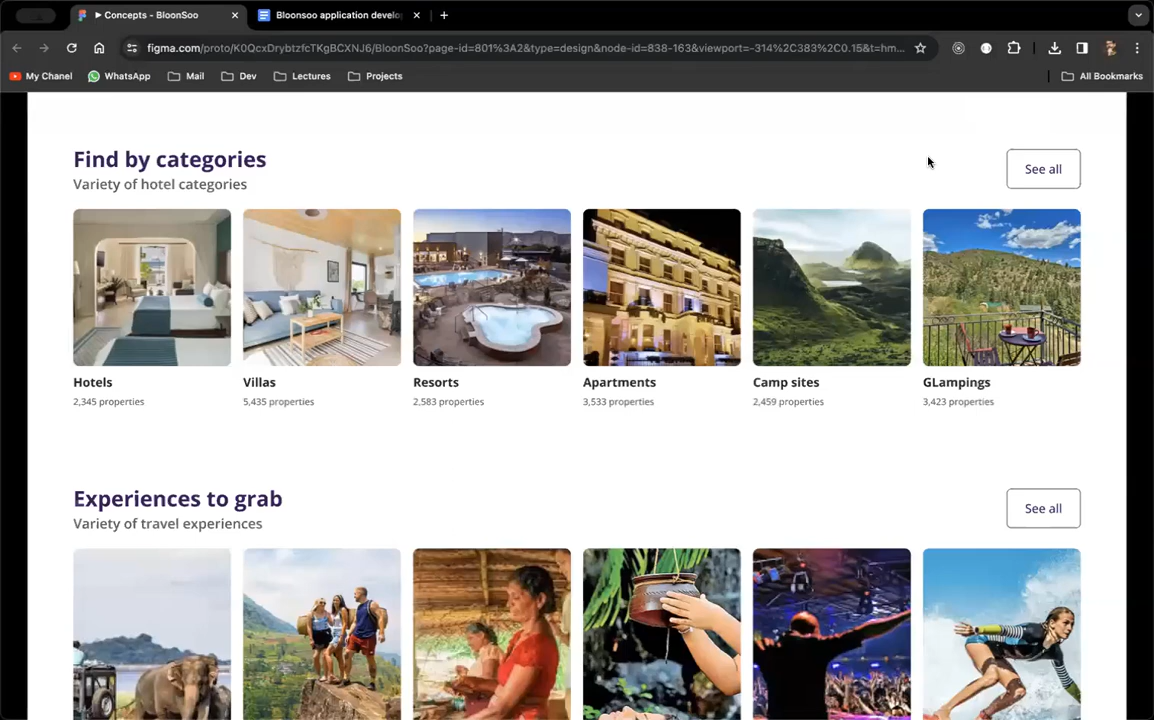 Concepts - BloonSoo
Bloonsoo application develo
figma.com/proto/K0QcxDrybtzfcTKgBCXNJ6/BloonSoo?page-id=801%3A2&type=design&node-id=838-163&viewport=-314%2C383%2C0.15&t=hm...
My Chanel
WhatsApp
Mail
Dev
Lectures
Projects
All Bookmarks
Find by categories
Variety of hotel categories
See all
Hotels
2,345 properties
Villas
5,435 properties
Resorts
2,583 properties
Apartments
3,533 properties
Camp sites
2,459 properties
GLampings
3,423 properties
Experiences to grab
Variety of travel experiences
See all